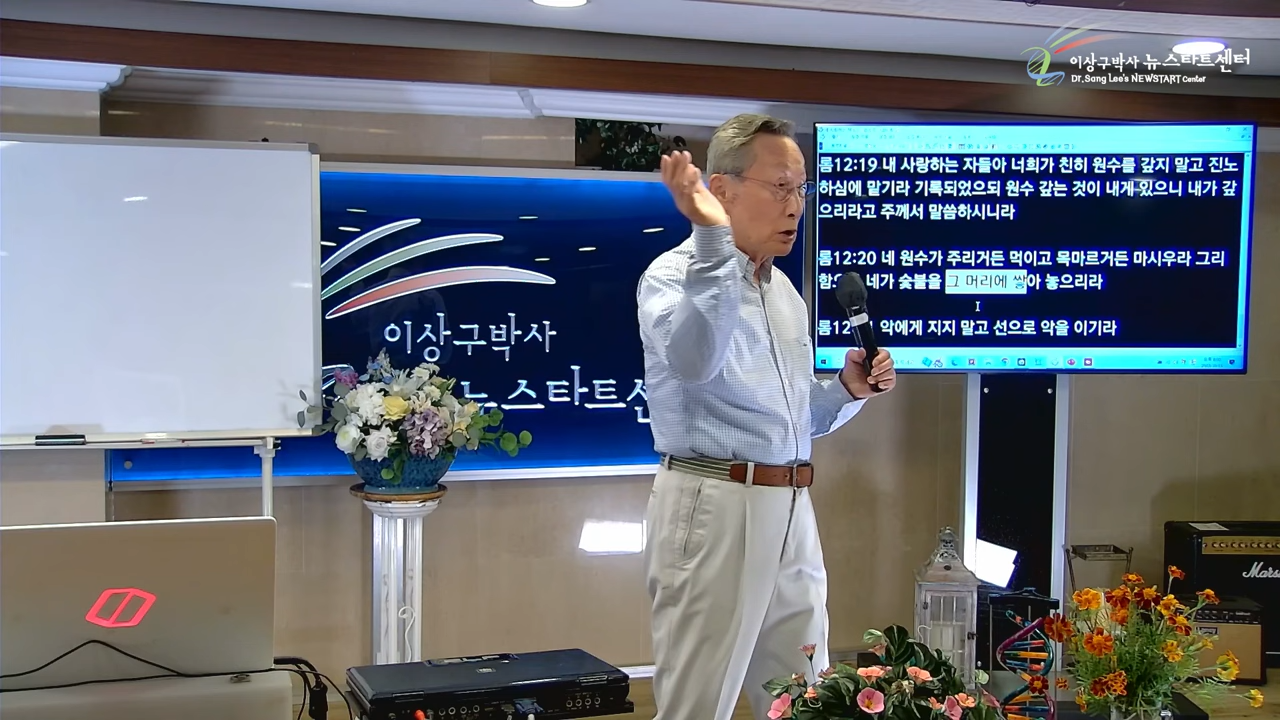 이상구박사 뉴스타트센터
Dr. Sang Lee's NEWSTART Center
롬12:19 내 사랑하는 자들아 너희가 친히 원수를 갚지 말고 진노
하심에 맡기라 기록되었으되 원수 갚는 것이 내게 있으니 내가 갚
으리라고 주께서 말씀하시니라
롬12:20 네 원수가 주리거든 먹이고 목마르거든 마시우라 그리
네가 숯불을 그 머리에 쌓아 놓으리라
악에게 지지 말고 선으로 악을 이기라
이상구박사
뉴스타트센